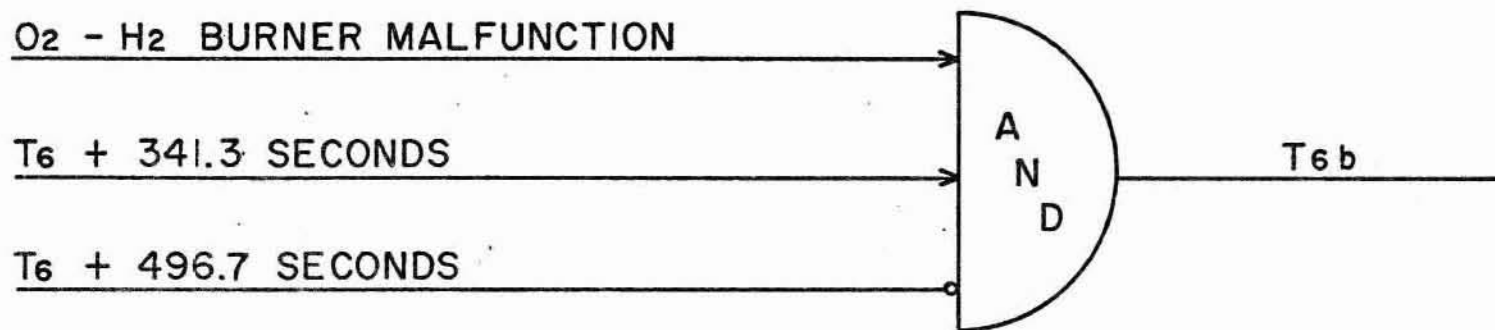 O2 - H2 BURNER MALFUNCTION
T6 + 341.3 SECONDS
T6 + 496.7 SECONDS
A
N
D
T6b